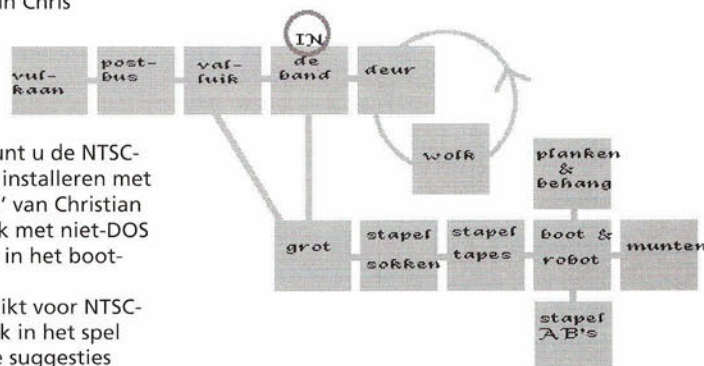 an Chris
unt u de NTSC-
installeren met
' van Christian
k met niet-DOS
in het boot-
ikt voor NTSC-
k in het spel
e suggesties
IN
vul-
kaan
post-
bus
val-
luik
de
band
deur
wolk
planken
&
behang
grot
stapel
sokken
stapel
tapes
boot &
robot
munten
stapel
AB's